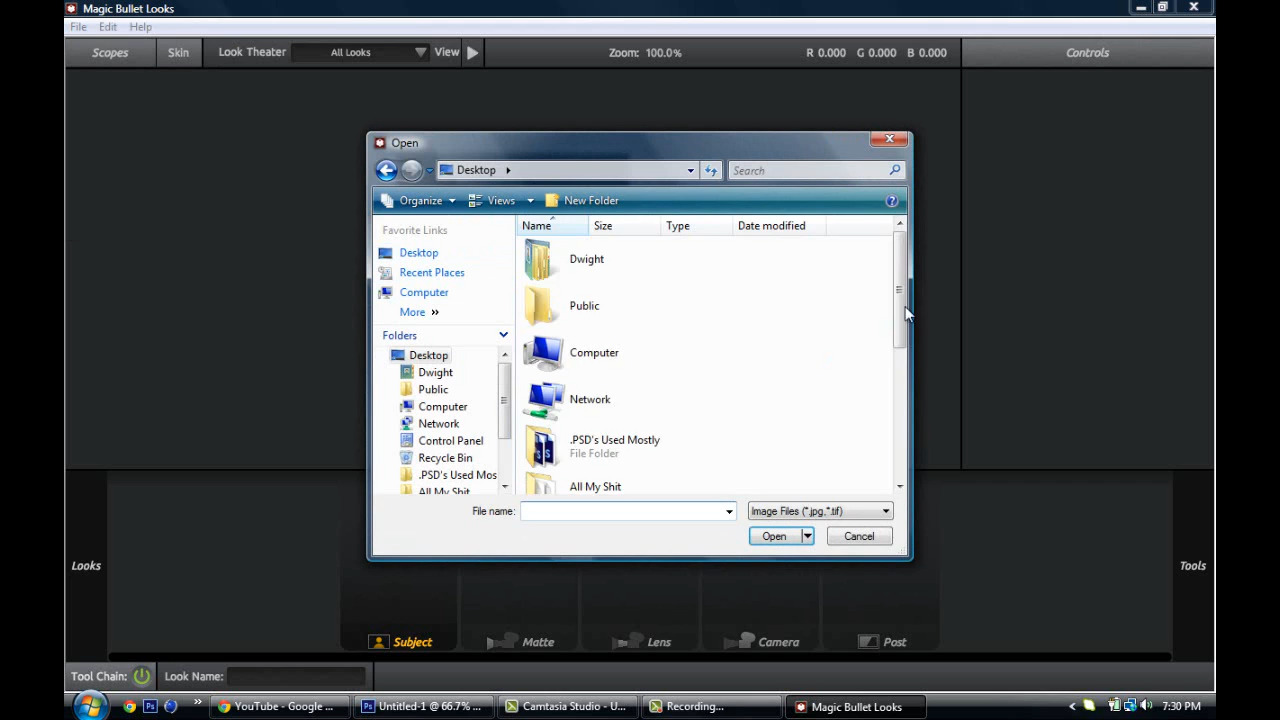 Magic Bullet Looks
File Edit Help
Scopes Skin Look Theater All Looks View Zoom: 100.0% R 0.000 G 0.000 B 0.000 Controls
Open
Desktop Search
Organize Views New Folder
Favorite Links
Desktop
Recent Places
Computer
More »
Folders
Desktop
Dwight
Public
Computer
Network
Control Panel
Recycle Bin
.PSD's Used Mos
All My Shit
Name Size Type Date modified
Dwight
Public
Computer
Network
.PSD's Used Mostly
File Folder
All My Shit
File name: Image Files (*.jpg,*.tif)
Open Cancel
Looks Tools
Subject Matte Lens Camera Post
Tool Chain: Look Name:
YouTube - Google ... Untitled-1 @ 66.7% ... Camtasia Studio - U... Recording... Magic Bullet Looks 7:30 PM